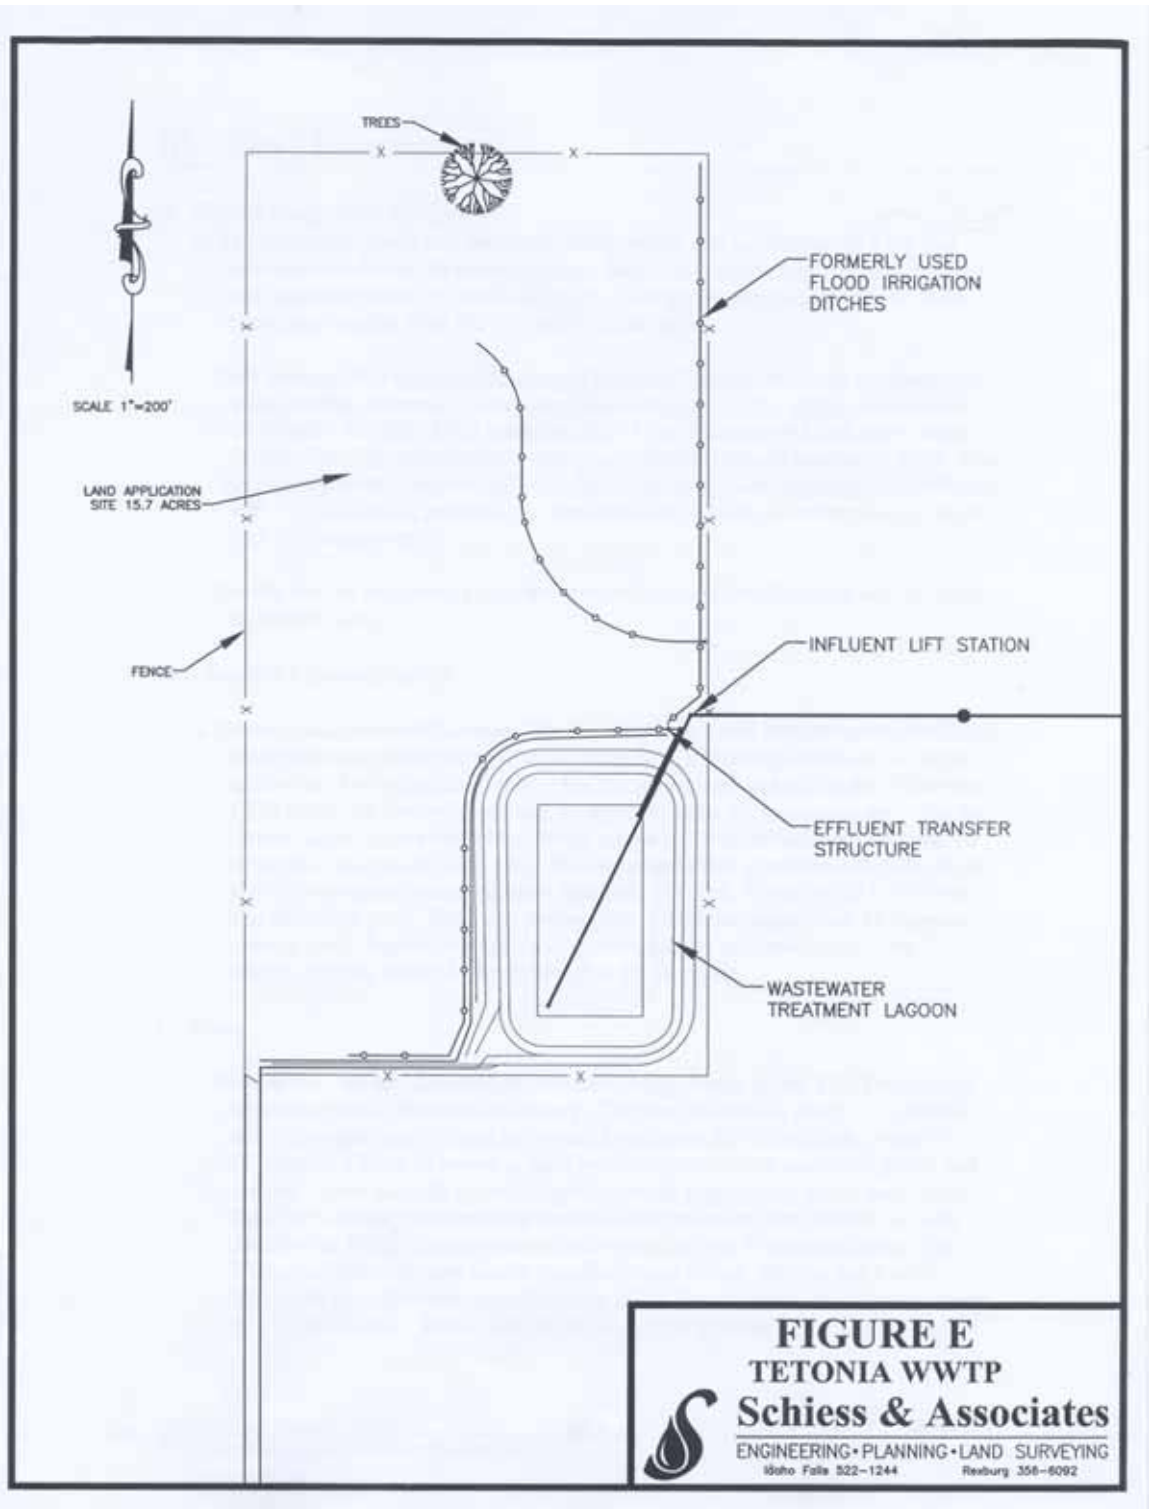 TREES
FORMERLY USED
FLOOD IRRIGATION
DITCHES
SCALE 1"=200'
LAND APPLICATION
SITE 15.7 ACRES
INFLUENT LIFT STATION
FENCE
EFFLUENT TRANSFER
STRUCTURE
WASTEWATER
TREATMENT LAGOON
FIGURE E
TETONIA WWTP
Schiess & Associates
ENGINEERING•PLANNING•LAND SURVEYING
Idaho Falls 522-1244 Rexburg 356-6092